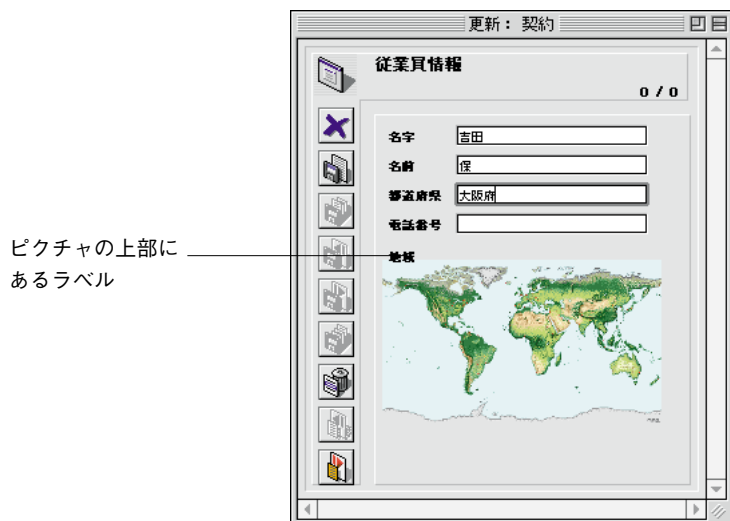 更新： 契約
従業員情報
0 / 0
名字
吉田
名前
保
都道府県
大阪府
電話番号
地域
ピクチャの上部に
あるラベル